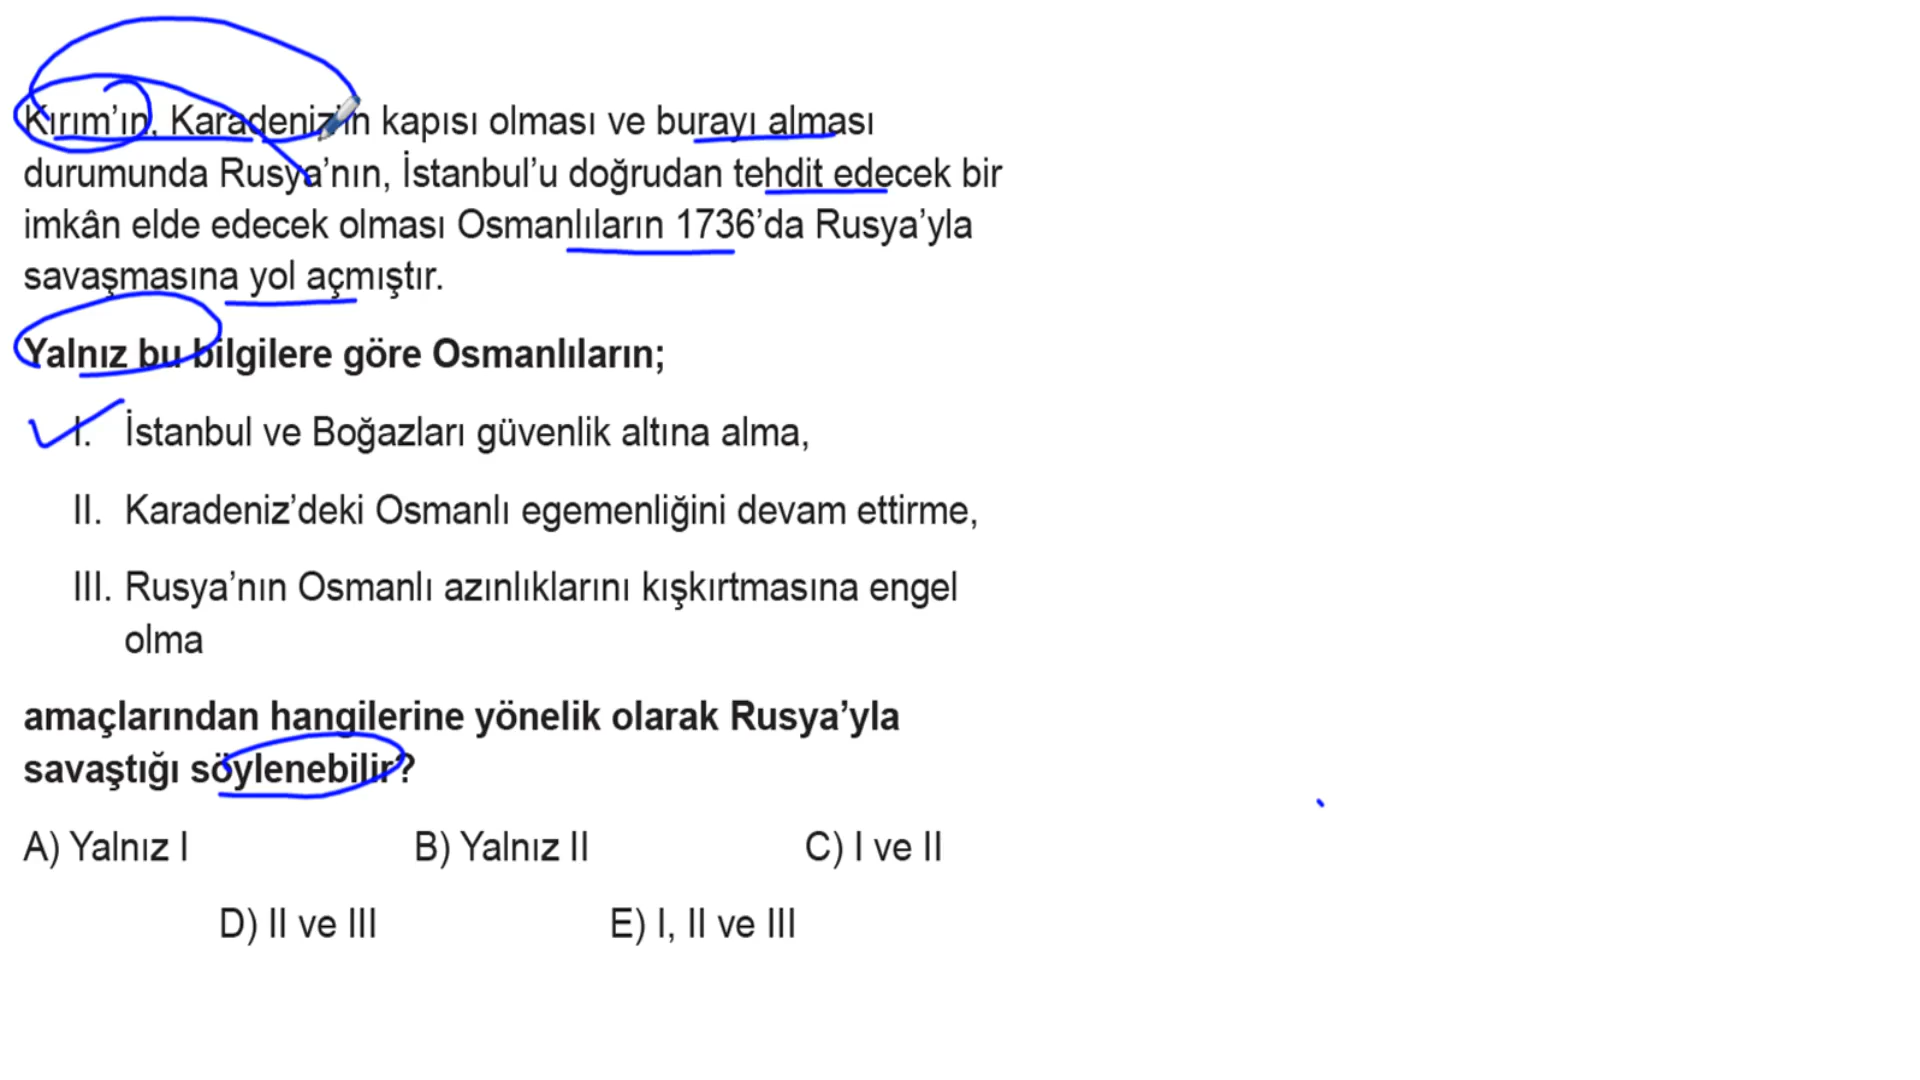 Kırım’ın, Karadeniz’in kapısı olması ve burayı alması
durumunda Rusya’nın, İstanbul’u doğrudan tehdit edecek bir
imkân elde edecek olması Osmanlıların 1736’da Rusya’yla
savaşmasına yol açmıştır.
Yalnız bu bilgilere göre Osmanlıların;
I. İstanbul ve Boğazları güvenlik altına alma,
II. Karadeniz’deki Osmanlı egemenliğini devam ettirme,
III. Rusya’nın Osmanlı azınlıklarını kışkırtmasına engel
olma
amaçlarından hangilerine yönelik olarak Rusya’yla
savaştığı söylenebilir?
A) Yalnız I B) Yalnız II C) I ve II
D) II ve III E) I, II ve III